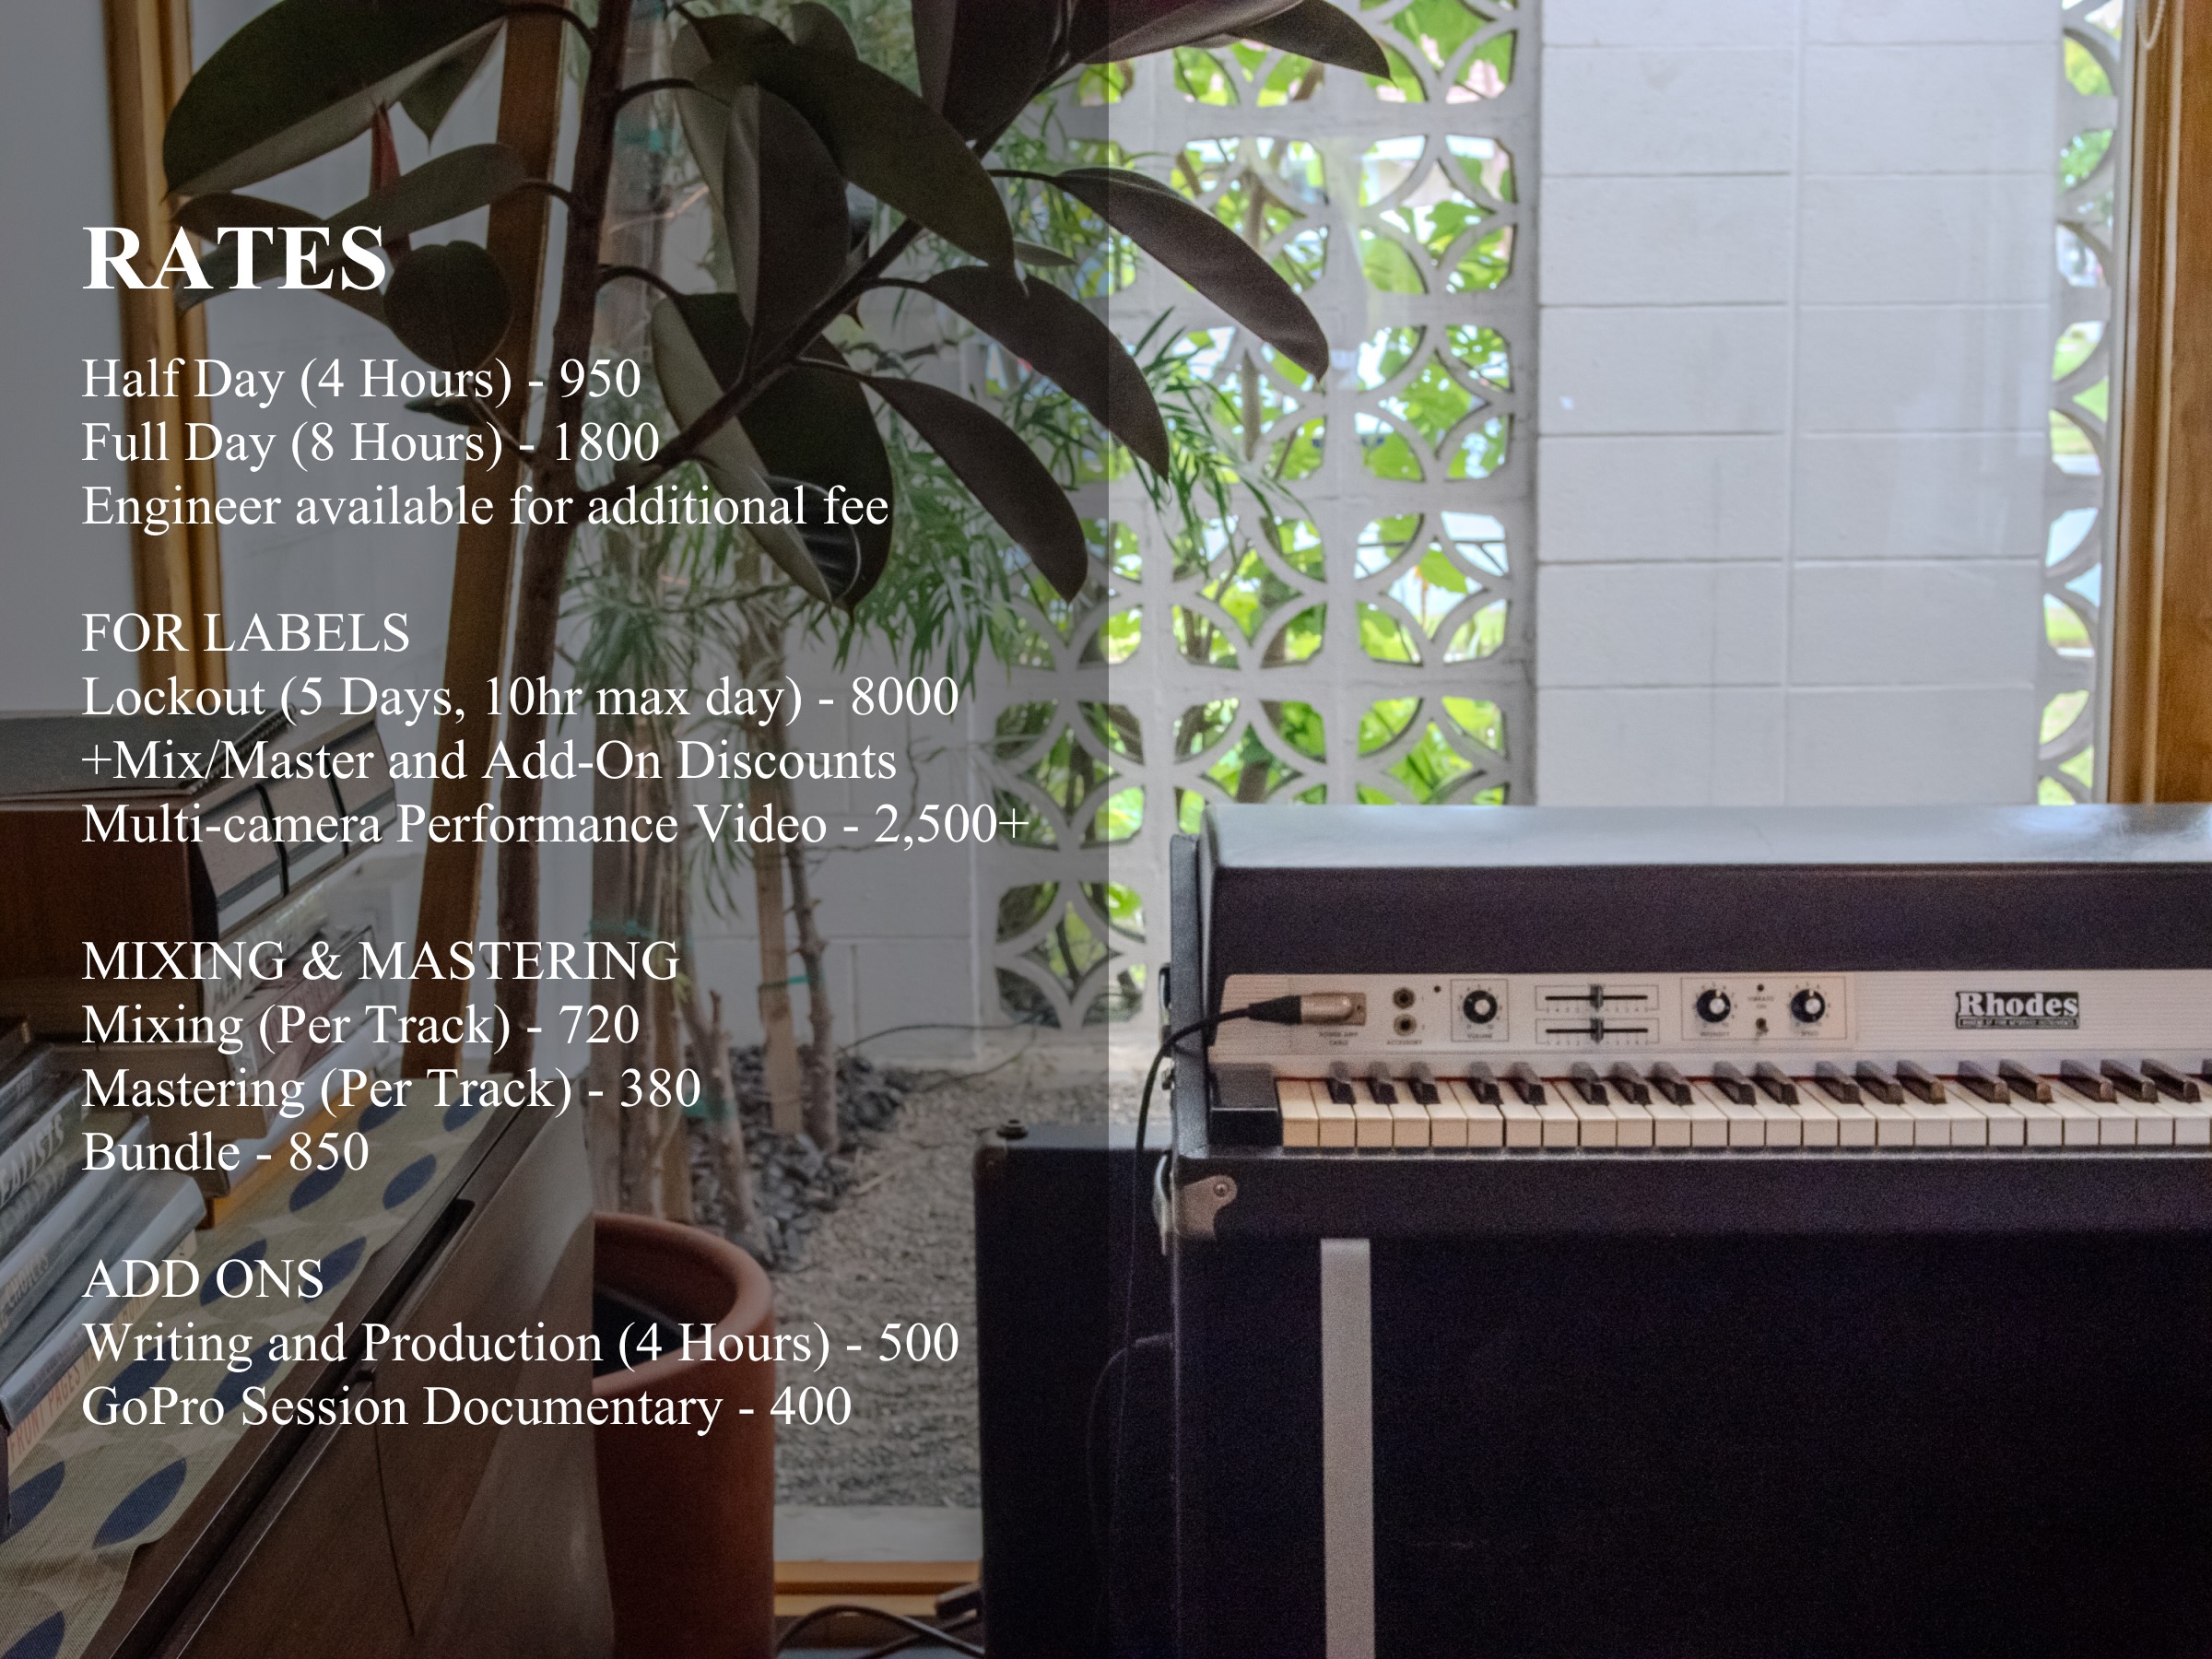 RATES
Half Day (4 Hours) - 950
Full Day (8 Hours) - 1800
Engineer available for additional fee
FOR LABELS
Lockout (5 Days, 10hr max day) - 8000
+Mix/Master and Add-On Discounts
Multi-camera Performance Video - 2,500+
MIXING & MASTERING
Mixing (Per Track) - 720
Mastering (Per Track) - 380
Bundle - 850
ADD ONS
Writing and Production (4 Hours) - 500
GoPro Session Documentary - 400
Rhodes
FRONT PAGES